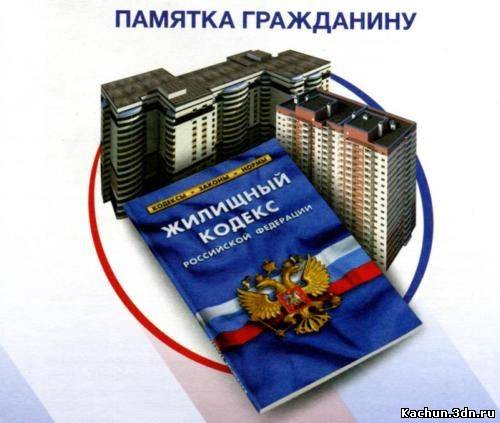 ПАМЯТКА ГРАЖДАНИНУ
КОДЕКСЫ • ЗАКОНЫ • НОРМЫ
ЖИЛИЩНЫЙ
КОДЕКС
РОССИЙСКОЙ ФЕДЕРАЦИИ
Kachun.3dn.ru